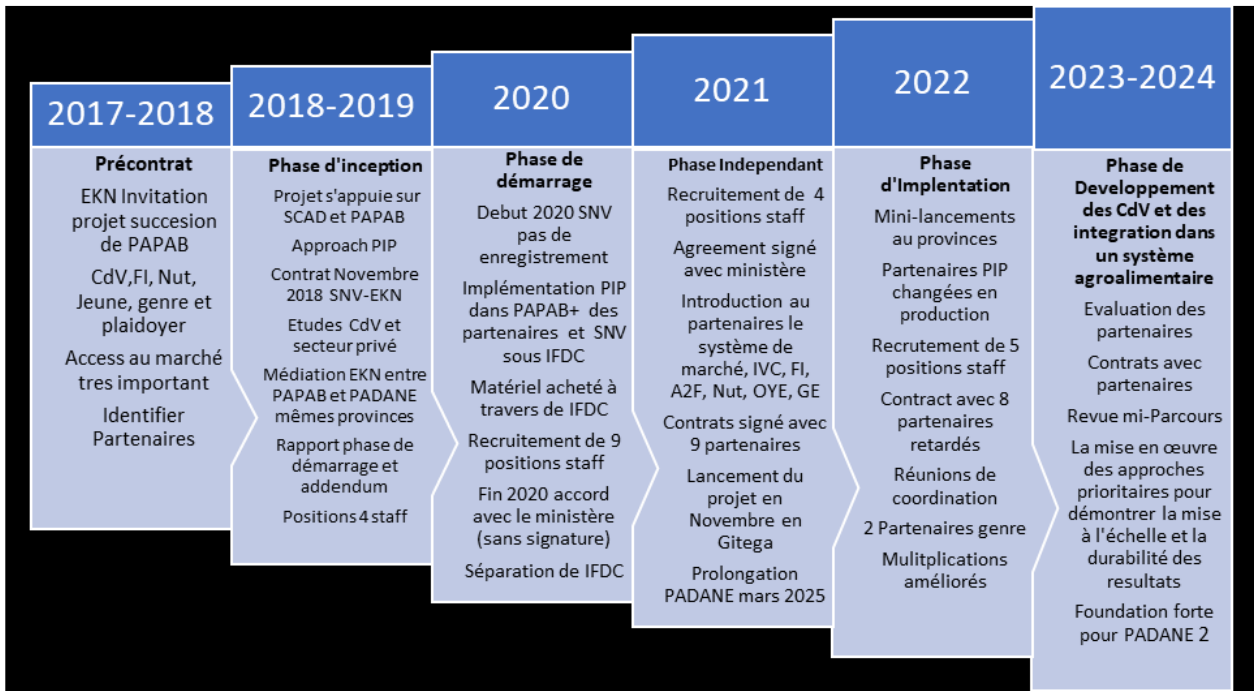 2017-2018
Précontrat
EKN Invitation
projet succesion
de PAPAB
CdV,FI, Nut,
Jeune, genre et
plaidoyer
Access au marché
tres important
Identifier
Partenaires
2018-2019
Phase d'inception
Projet s'appuie sur
SCAD et PAPAB
Approach PIP
Contrat Novembre
2018 SNV-EKN
Etudes CdV et
secteur privé
Médiation EKN entre
PAPAB et PADANE
mêmes provinces
Rapport phase de
démarrage et
addendum
Positions 4 staff
2020
Phase de
démarrage
Debut 2020 SNV
pas de
enregistrement
Implémentation PIP
dans PAPAB+ des
partenaires et SNV
sous IFDC
Matériel acheté à
travers de IFDC
Recruitement de 9
positions staff
Fin 2020 accord
avec le ministère
(sans signature)
Séparation de IFDC
2021
Phase Independant
Recruitement de 4
positions staff
Agreement signé
avec ministère
Introduction au
partenaires le
système de
marché, IVC, FI,
A2F, Nut, OYE, GE
Contrats signé avec
9 partenaires
Lancement du
projet en
Novembre en
Gitega
Prolongation
PADANE mars 2025
2022
Phase
d'Implentation
Mini-lancements
au provinces
Partenaires PIP
changées en
production
Recrutement de 5
positions staff
Contract avec 8
partenaires
retardés
Réunions de
coordination
2 Partenaires genre
Mulitplications
améliorés
2023-2024
Phase de
Developpement
des CdV et des
integration dans
un système
agroalimentaire
Evaluation des
partenaires
Contrats avec
partenaires
Revue mi-Parcours
La mise en œuvre
des approches
prioritaires pour
démontrer la mise
à l'échelle et la
durabilité des
resultats
Foundation forte
pour PADANE 2